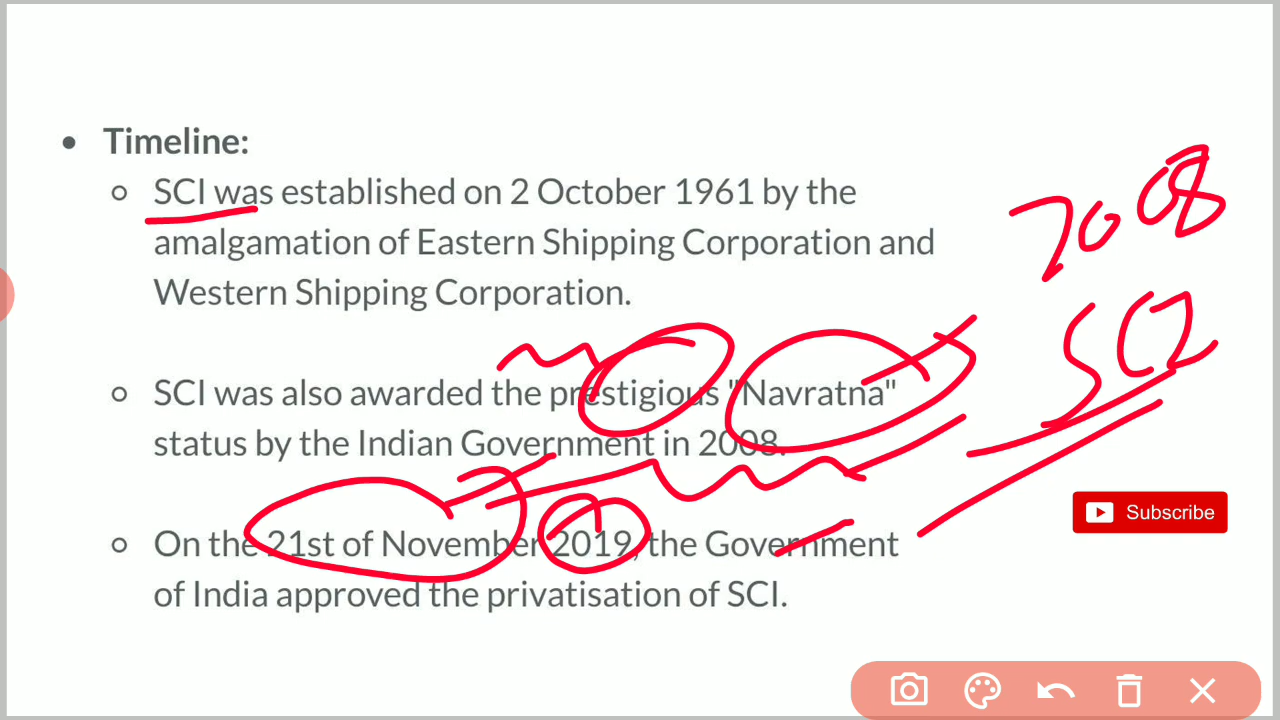 Timeline:
SCI was established on 2 October 1961 by the
amalgamation of Eastern Shipping Corporation and
Western Shipping Corporation.
SCI was also awarded the prestigious "Navratna"
status by the Indian Government in 2008.
On the 21st of November 2019, the Government
of India approved the privatisation of SCI.
2008
SCI
Subscribe